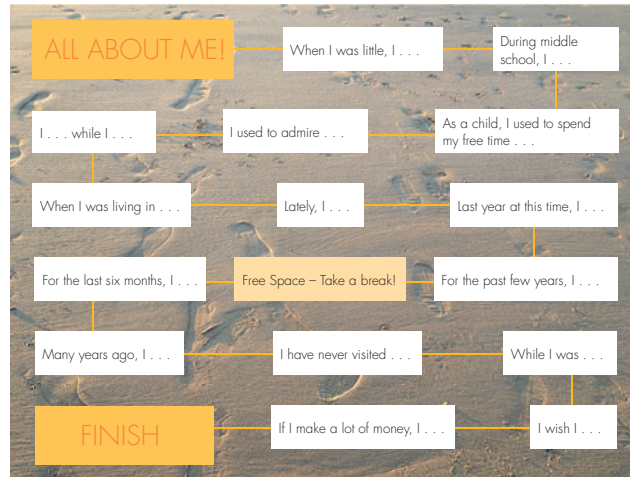 ALL ABOUT ME!
When I was little, I . . .
During middle
school, I . . .
As a child, I used to spend
my free time . . .
I used to admire . . .
I . . . while I . . .
When I was living in . . .
Lately, I . . .
Last year at this time, I . . .
For the past few years, I . . .
Free Space – Take a break!
For the last six months, I . . .
Many years ago, I . . .
I have never visited . . .
While I was . . .
I wish I . . .
If I make a lot of money, I . . .
FINISH